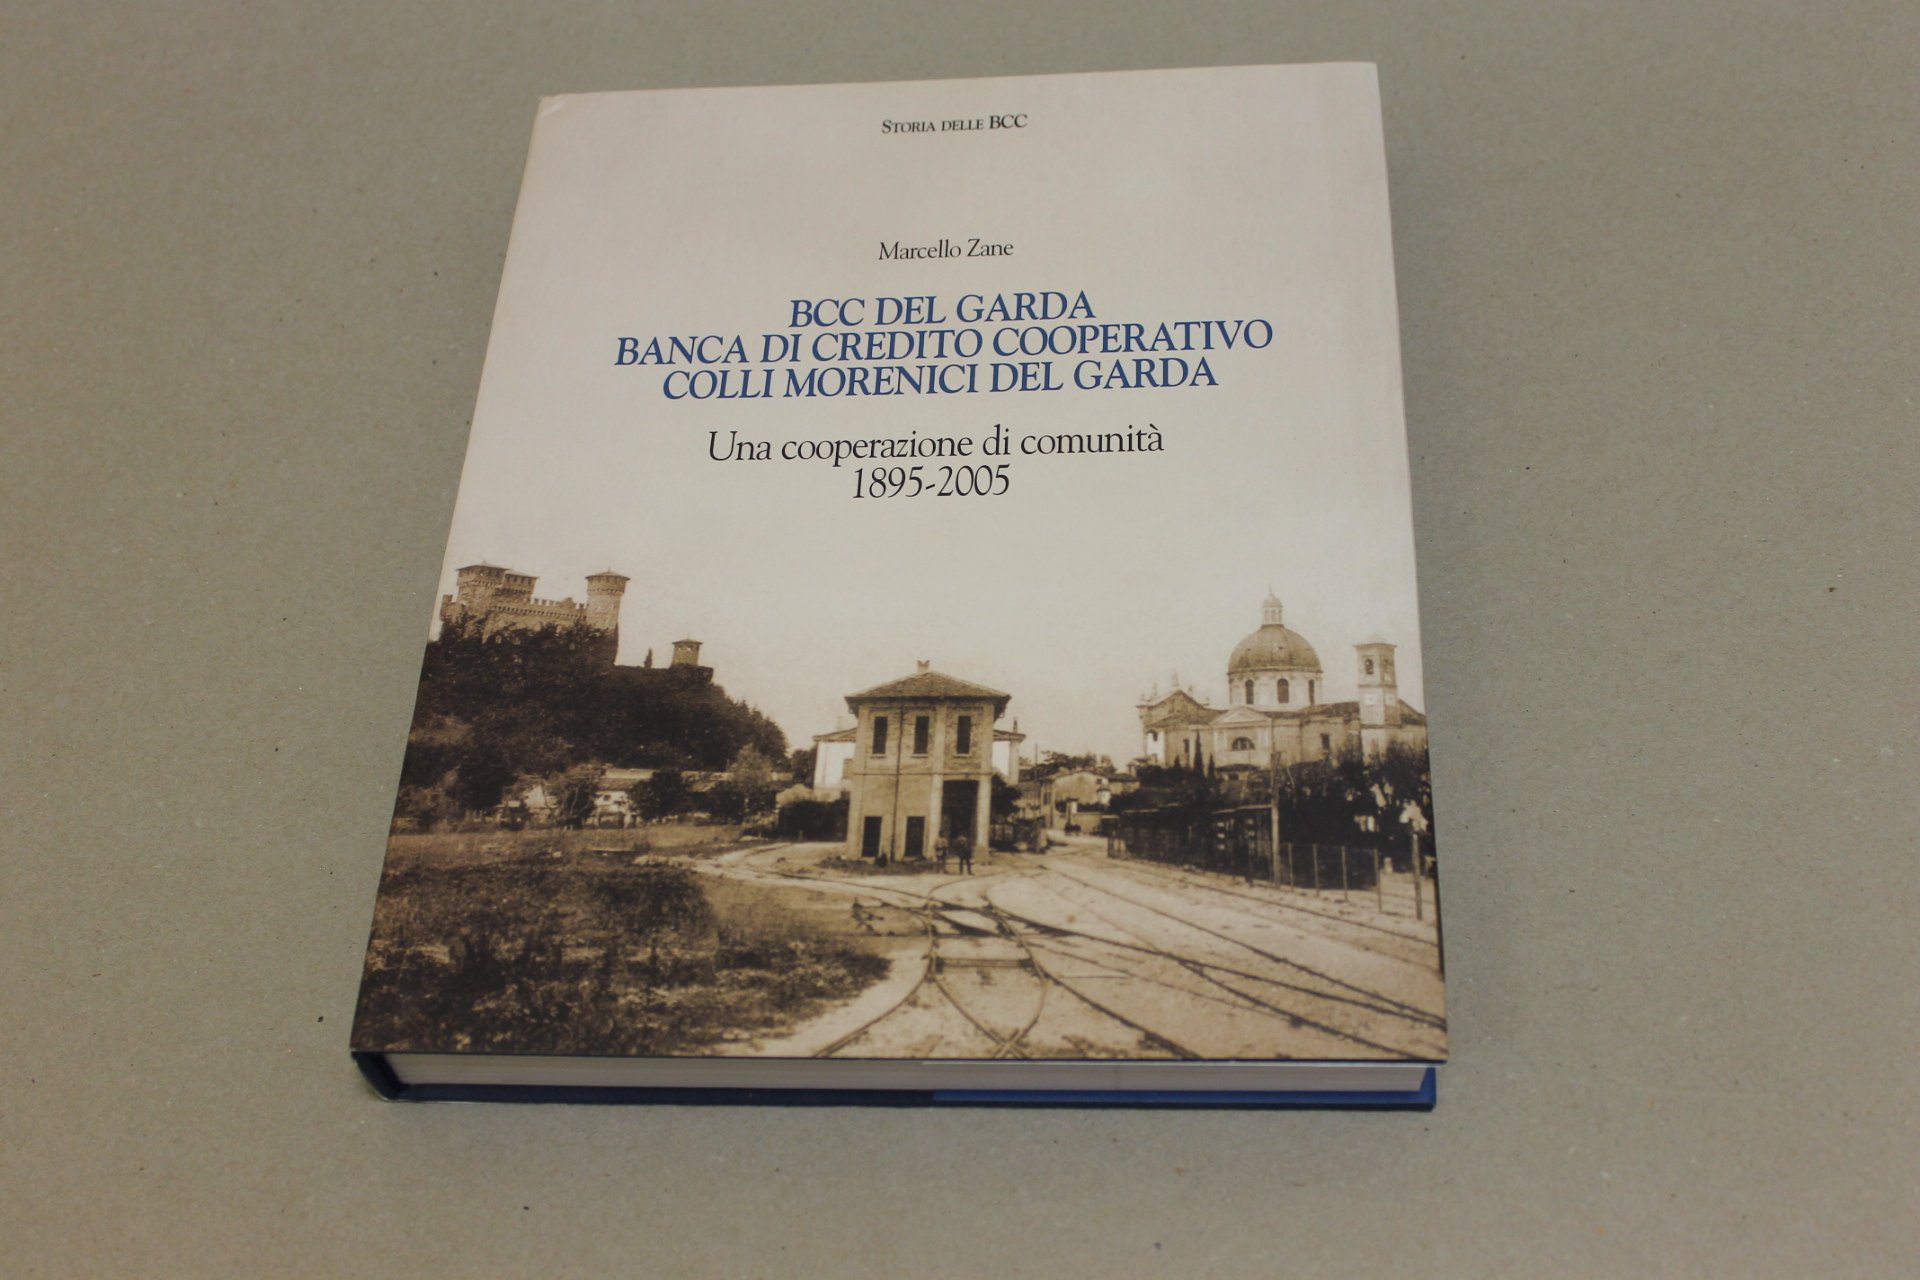 STORIA DELLE BCC
Marcello Zane
BCC DEL GARDA
BANCA DI CREDITO COOPERATIVO
COLLI MORENICI DEL GARDA
Una cooperazione di comunità
1895-2005